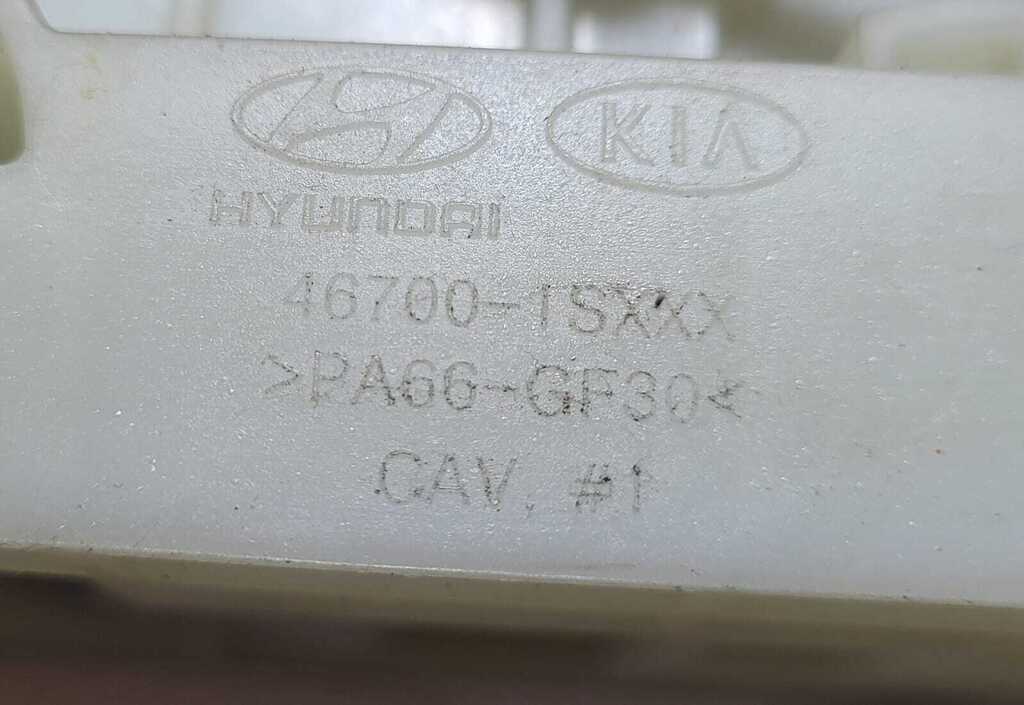 KIA
HYUNDAI
46700-1SXXX
>PA66-GF30<
CAV. #1